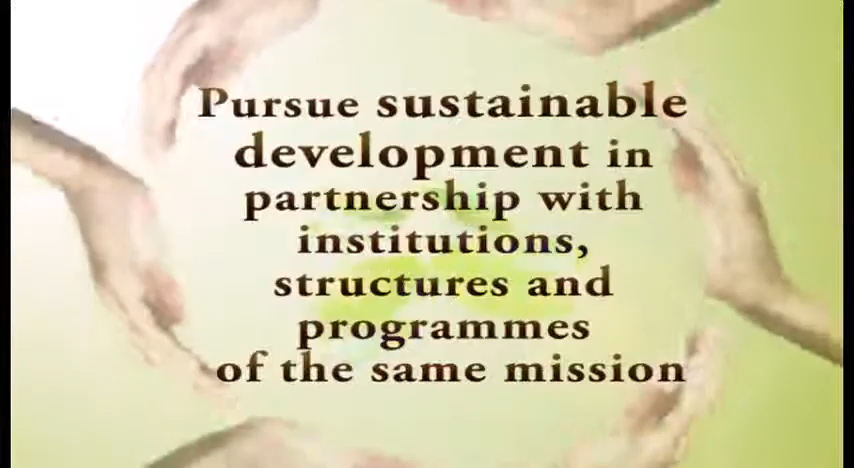 Pursue sustainable
development in
partnership with
institutions,
structures and
programmes
of the same mission